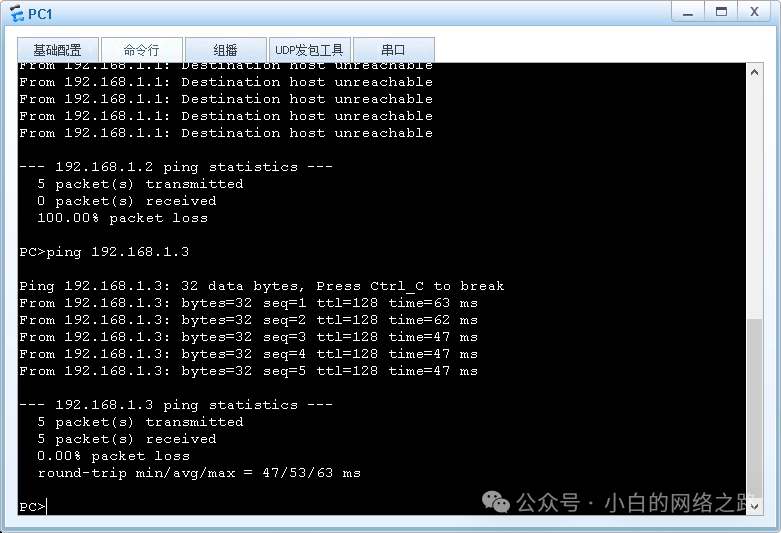 PC1
基础配置 命令行 组播 UDP发包工具 串口
From 192.168.1.1: Destination host unreachable
From 192.168.1.1: Destination host unreachable
From 192.168.1.1: Destination host unreachable
From 192.168.1.1: Destination host unreachable
From 192.168.1.1: Destination host unreachable
--- 192.168.1.2 ping statistics ---
5 packet(s) transmitted
0 packet(s) received
100.00% packet loss
PC>ping 192.168.1.3
Ping 192.168.1.3: 32 data bytes, Press Ctrl_C to break
From 192.168.1.3: bytes=32 seq=1 ttl=128 time=63 ms
From 192.168.1.3: bytes=32 seq=2 ttl=128 time=62 ms
From 192.168.1.3: bytes=32 seq=3 ttl=128 time=47 ms
From 192.168.1.3: bytes=32 seq=4 ttl=128 time=47 ms
From 192.168.1.3: bytes=32 seq=5 ttl=128 time=47 ms
--- 192.168.1.3 ping statistics ---
5 packet(s) transmitted
5 packet(s) received
0.00% packet loss
round-trip min/avg/max = 47/53/63 ms
PC>
公众号 · 小白的网络之路